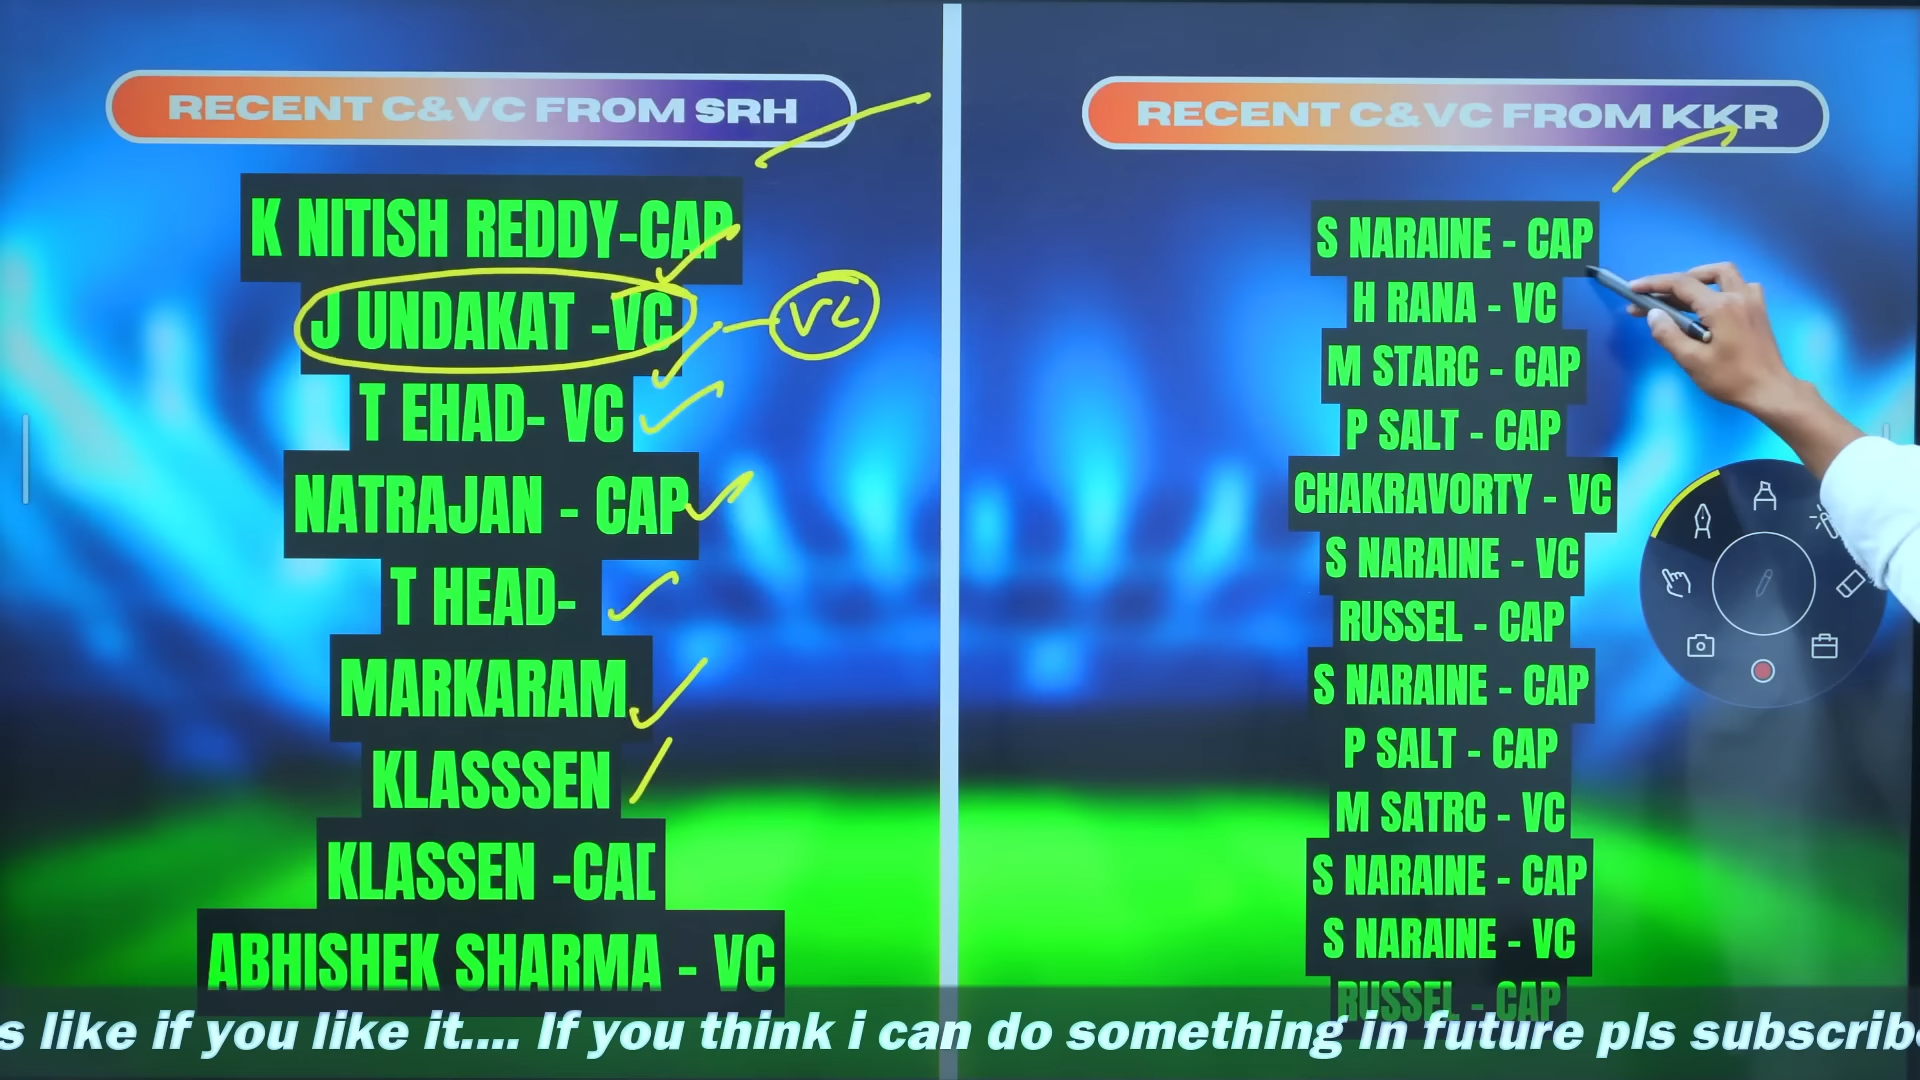 RECENT C&VC FROM SRH
K NITISH REDDY-CAP
J UNDAKAT -VC
VC
T EHAD- VC
NATRAJAN - CAP
T HEAD-
MARKARAM
KLASSSEN
KLASSEN -CA[
ABHISHEK SHARMA - VC
RECENT C&VC FROM KKR
S NARAINE - CAP
H RANA - VC
M STARC - CAP
P SALT - CAP
CHAKRAVORTY - VC
S NARAINE - VC
RUSSEL - CAP
S NARAINE - CAP
P SALT - CAP
M SATRC - VC
S NARAINE - CAP
S NARAINE - VC
RUSSEL - CAP
s like if you like it.... If you think i can do something in future pls subscribe